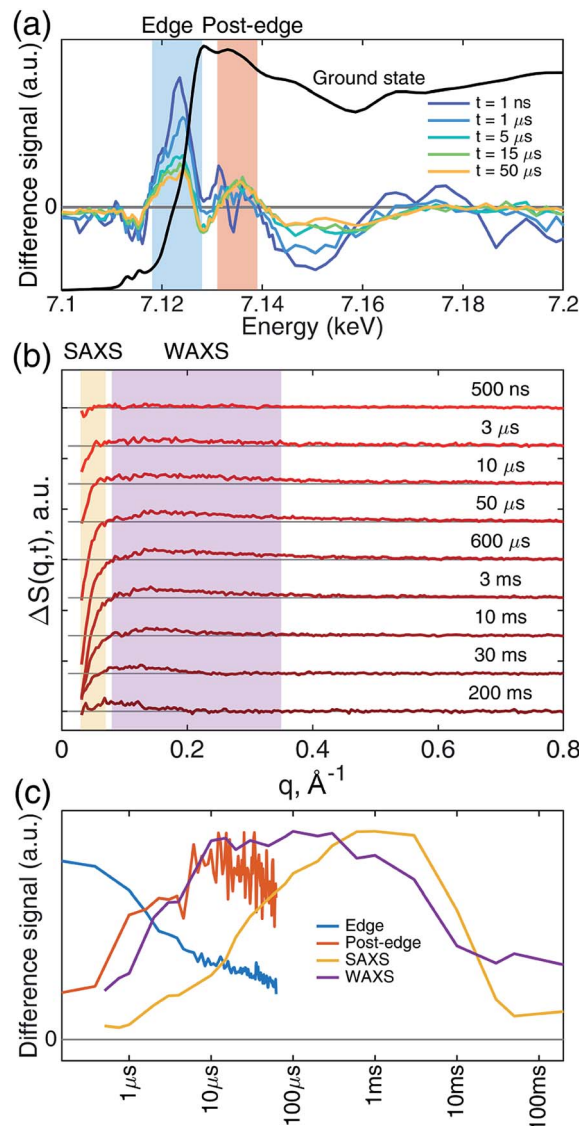 (a)
Edge Post-edge
Difference signal (a.u.)
Ground state
t = 1 ns
t = 1 μs
t = 5 μs
t = 15 μs
t = 50 μs
0
7.1 7.12 7.14 7.16 7.18 7.2
Energy (keV)
(b)
SAXS WAXS
ΔS(q,t), a.u.
500 ns
3 μs
10 μs
50 μs
600 μs
3 ms
10 ms
30 ms
200 ms
0 0.2 0.4 0.6 0.8
q, Å⁻¹
(c)
Difference signal (a.u.)
Edge
Post-edge
SAXS
WAXS
0
1μs 10μs 100μs 1ms 10ms 100ms